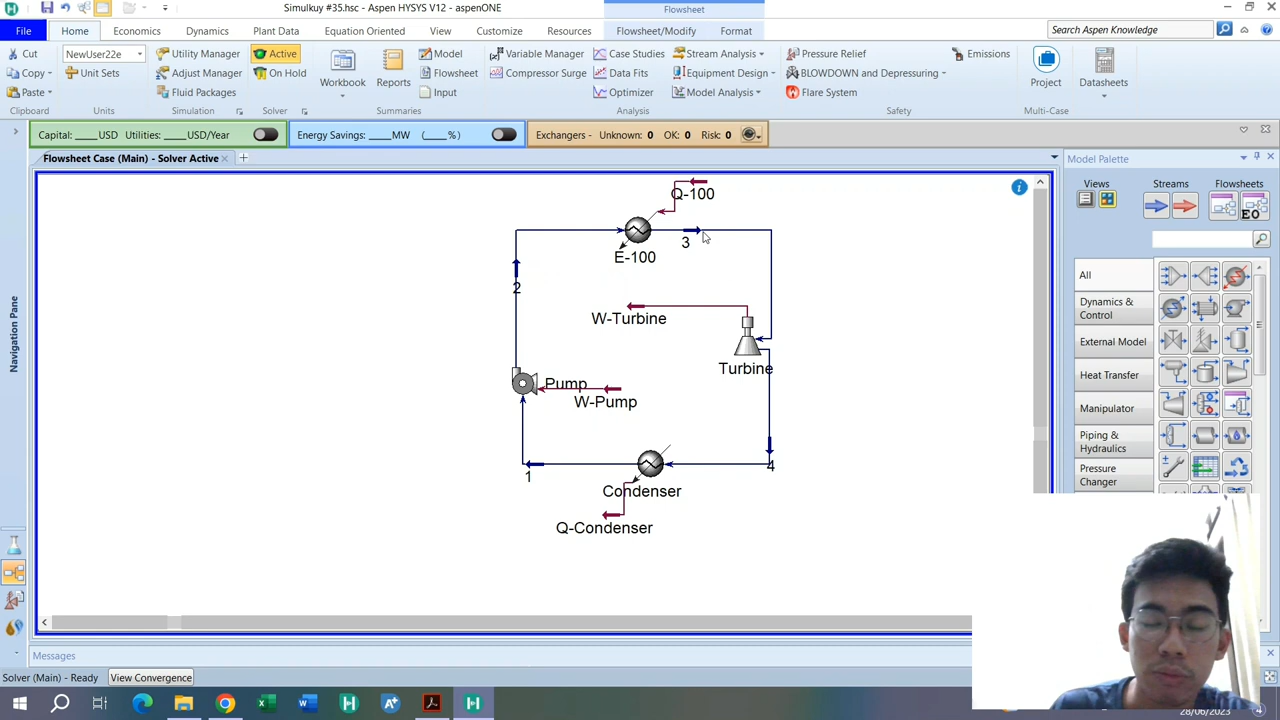 Simulkuy #35.hsc - Aspen HYSYS V12 - aspenONE
Flowsheet
File
Home
Economics
Dynamics
Plant Data
Equation Oriented
View
Customize
Resources
Flowsheet/Modify
Format
Search Aspen Knowledge
Cut
Copy
Paste
Clipboard
NewUser22e
Unit Sets
Units
Utility Manager
Adjust Manager
Fluid Packages
Simulation
Active
On Hold
Solver
Workbook
Reports
Model
Flowsheet
Input
Summaries
Variable Manager
Compressor Surge
Case Studies
Data Fits
Optimizer
Stream Analysis
Equipment Design
Model Analysis
Analysis
Pressure Relief
BLOWDOWN and Depressuring
Flare System
Emissions
Safety
Project
Multi-Case
Datasheets
Capital: ____USD Utilities: ____USD/Year
Energy Savings: ____MW (____%)
Exchangers - Unknown: 0 OK: 0 Risk: 0
Flowsheet Case (Main) - Solver Active
Model Palette
Views
Streams
Flowsheets
EO
All
Dynamics &
Control
External Model
Heat Transfer
Manipulator
Piping &
Hydraulics
Pressure
Changer
Navigation Pane
Q-100
3
E-100
2
W-Turbine
Turbine
Pump
W-Pump
4
1
Condenser
Q-Condenser
Messages
Solver (Main) - Ready
View Convergence
28/06/2023